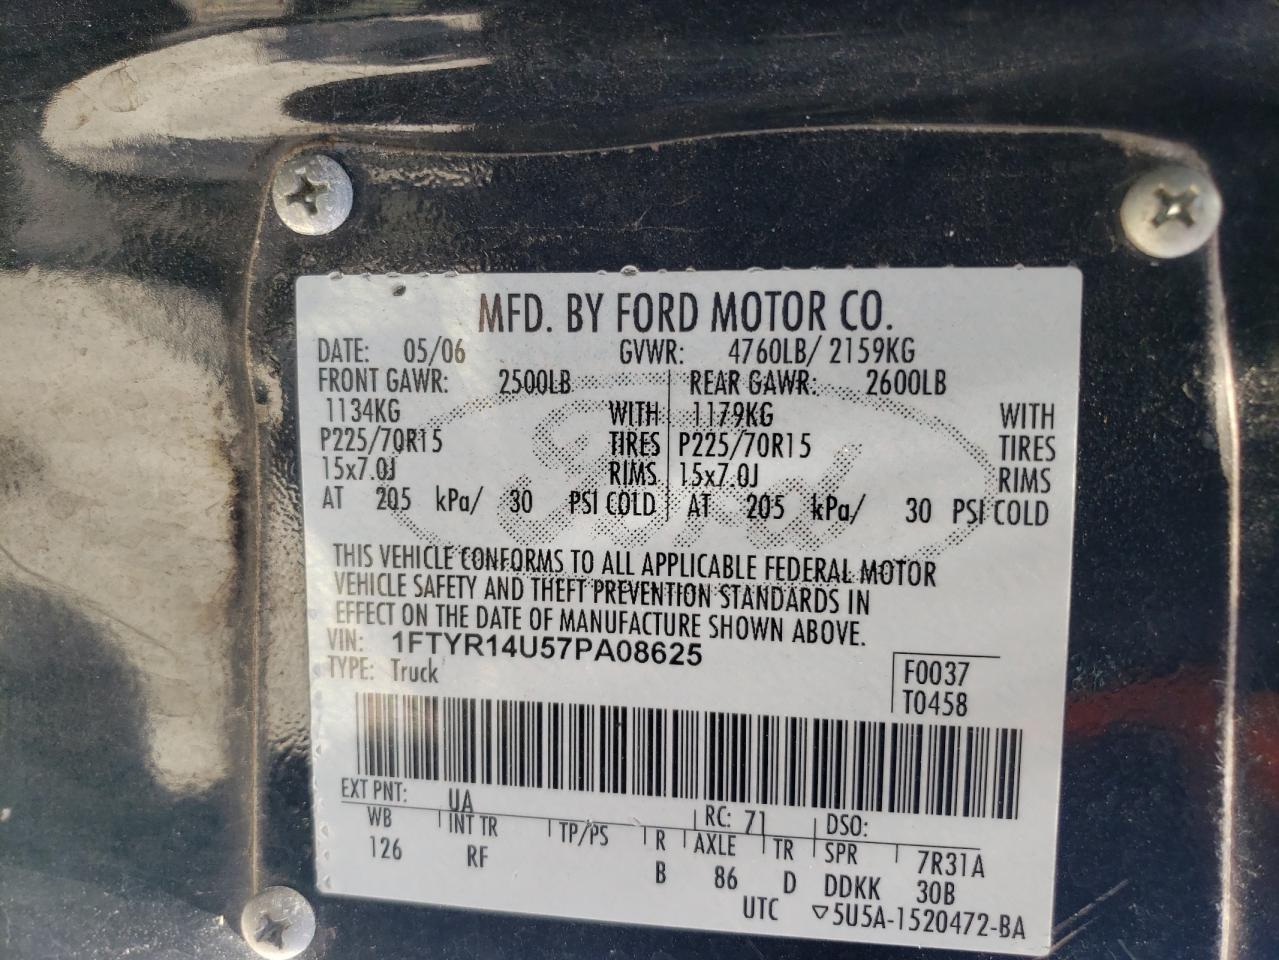 MFD. BY FORD MOTOR CO.
DATE: 05/06 GVWR: 4760LB/ 2159KG
FRONT GAWR: 2500LB REAR GAWR: 2600LB
1134KG WITH 1179KG WITH
P225/70R15 TIRES P225/70R15 TIRES
15x7.0J RIMS 15x7.0J RIMS
AT 205 kPa/ 30 PSI COLD AT 205 kPa/ 30 PSI COLD
Ford
THIS VEHICLE CONFORMS TO ALL APPLICABLE FEDERAL MOTOR
VEHICLE SAFETY AND THEFT PREVENTION STANDARDS IN
EFFECT ON THE DATE OF MANUFACTURE SHOWN ABOVE.
VIN: 1FTYR14U57PA08625
TYPE: Truck F0037
T0458
EXT PNT: UA RC: 71 DSO:
WB INT TR TP/PS R AXLE TR SPR 7R31A
126 RF B 86 D DDKK 30B
UTC ▽5U5A-1520472-BA